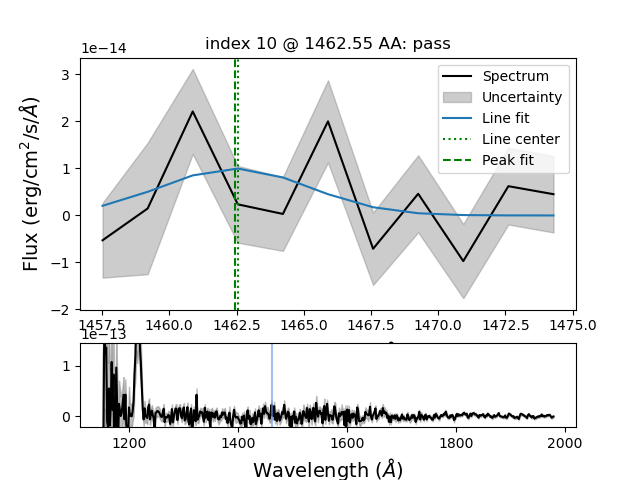 index 10 @ 1462.55 AA: pass
1e−14
Flux (erg/cm²/s/Å)
3
2
1
0
−1
−2
Spectrum
Uncertainty
Line fit
Line center
Peak fit
1457.5 1460.0 1462.5 1465.0 1467.5 1470.0 1472.5 1475.0
1e−13
1
0
1200 1400 1600 1800 2000
Wavelength (Å)